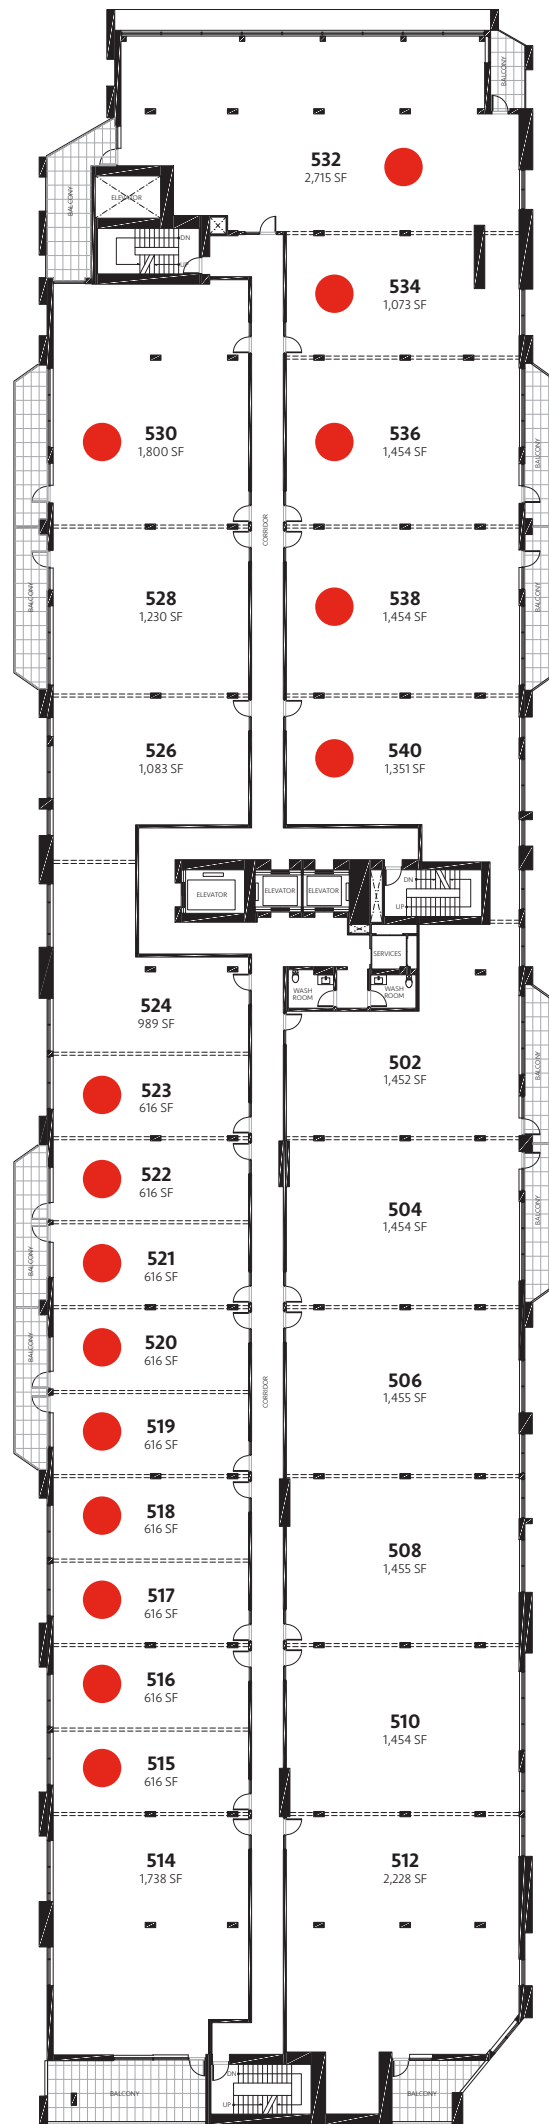 BALCONY
532
2,715 SF
ELEVATOR
BALCONY
DN
UP
534
1,073 SF
530
1,800 SF
536
1,454 SF
BALCONY
CORRIDOR
528
1,230 SF
538
1,454 SF
BALCONY
BALCONY
526
1,083 SF
540
1,351 SF
ELEVATOR
ELEVATOR
ELEVATOR
DN
UP
SERVICES
WASH
ROOM
WASH
ROOM
524
989 SF
502
1,452 SF
BALCONY
523
616 SF
522
616 SF
504
1,454 SF
BALCONY
521
616 SF
BALCONY
520
616 SF
BALCONY
506
1,455 SF
CORRIDOR
519
616 SF
518
616 SF
508
1,455 SF
517
616 SF
516
616 SF
510
1,454 SF
515
616 SF
514
1,738 SF
512
2,228 SF
DN
UP
BALCONY
BALCONY